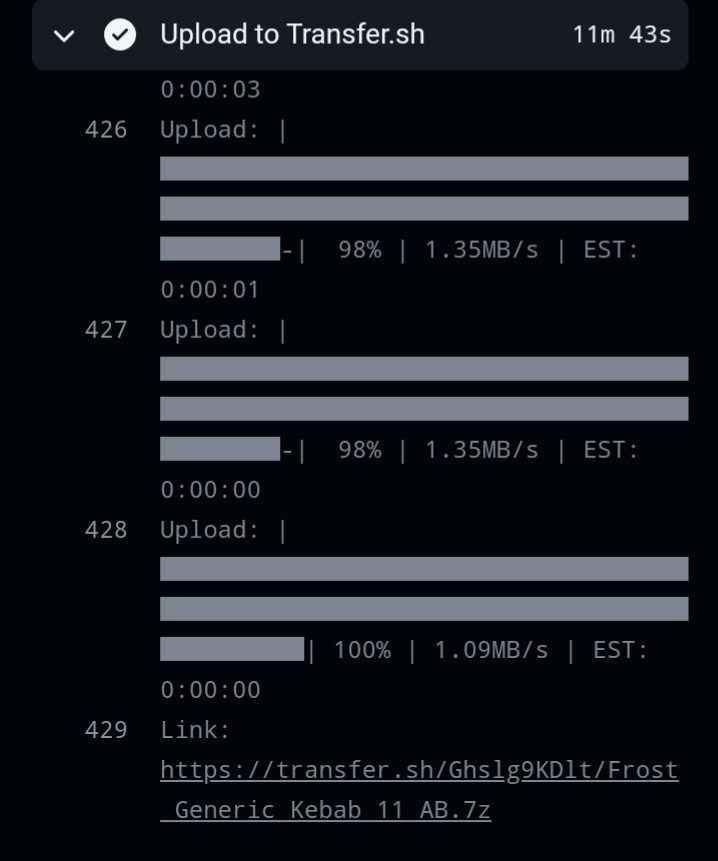 Upload to Transfer.sh 11m 43s
0:00:03
426 Upload: |
-| 98% | 1.35MB/s | EST:
0:00:01
427 Upload: |
-| 98% | 1.35MB/s | EST:
0:00:00
428 Upload: |
| 100% | 1.09MB/s | EST:
0:00:00
429 Link:
https://transfer.sh/Ghslg9KDlt/Frost
_Generic_Kebab_11_AB.7z